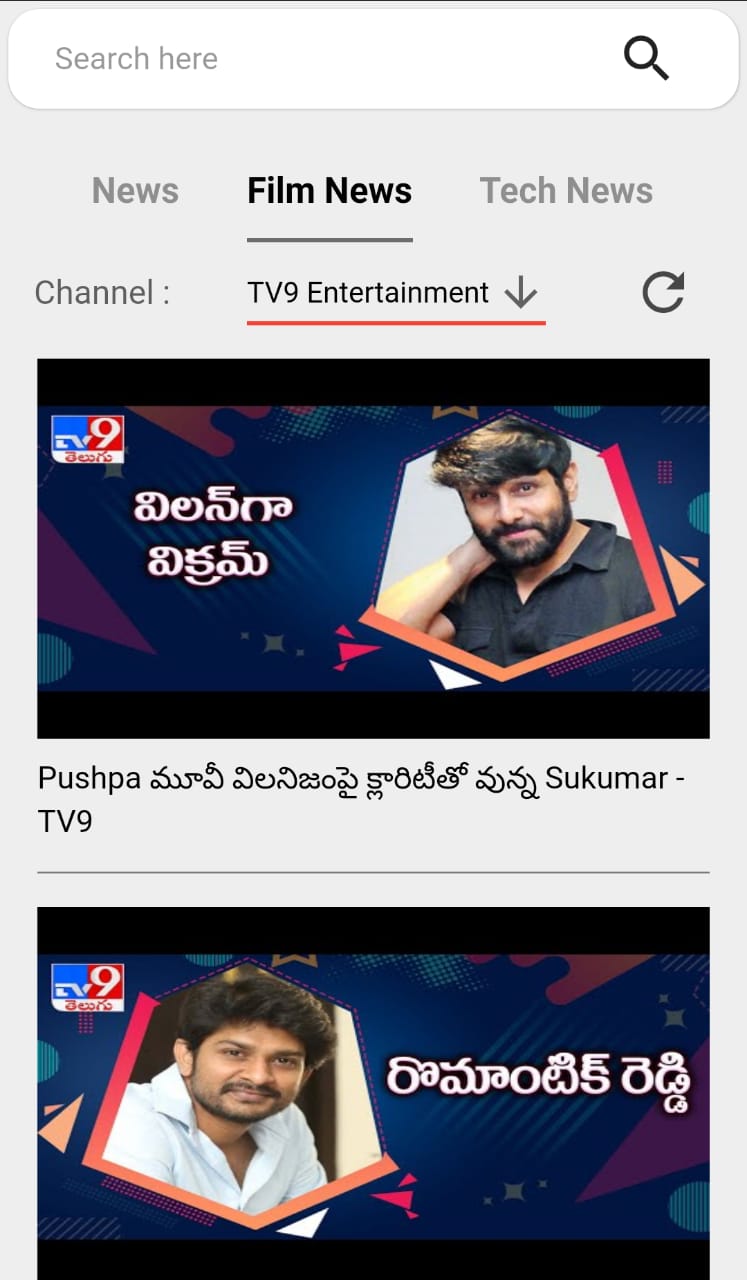 Search here
News
Film News
Tech News
Channel :
TV9 Entertainment
TV9
తెలుగు
విలన్‌గా
విక్రమ్
Pushpa మూవీ విలనిజంపై క్లారిటీతో వున్న Sukumar -
TV9
TV9
తెలుగు
రొమాంటిక్ రెడ్డి